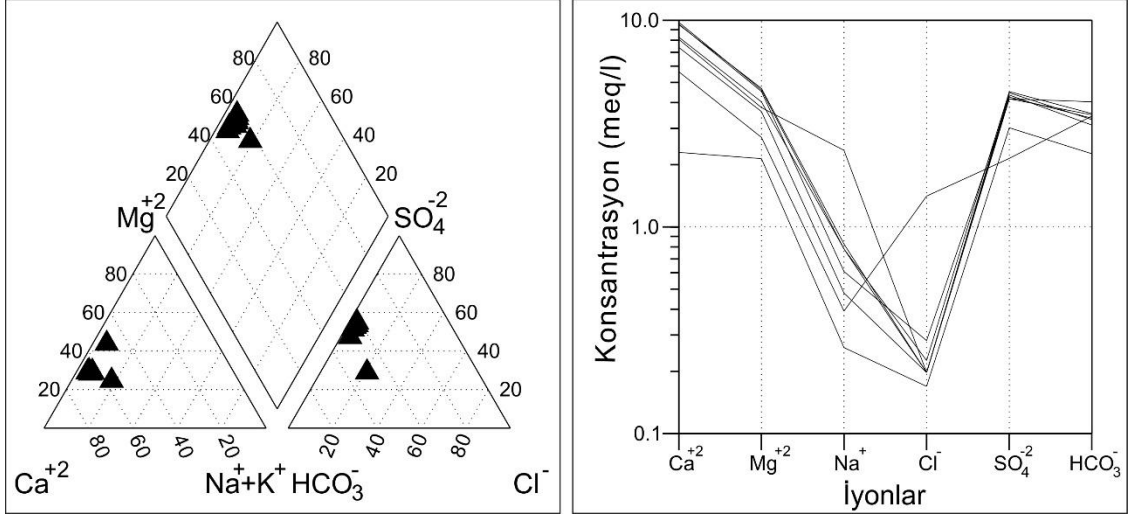 80 80
60 60
40 40
20 20
Mg+2 SO4-2
80 80
60 60
40 40
20 20
80 60 40 20 20 40 60 80
Ca+2 Na+K+ HCO3- Cl-
Konsantrasyon (meq/l)
10.0
1.0
0.1
Ca+2 Mg+2 Na+ Cl- SO4-2 HCO3-
İyonlar